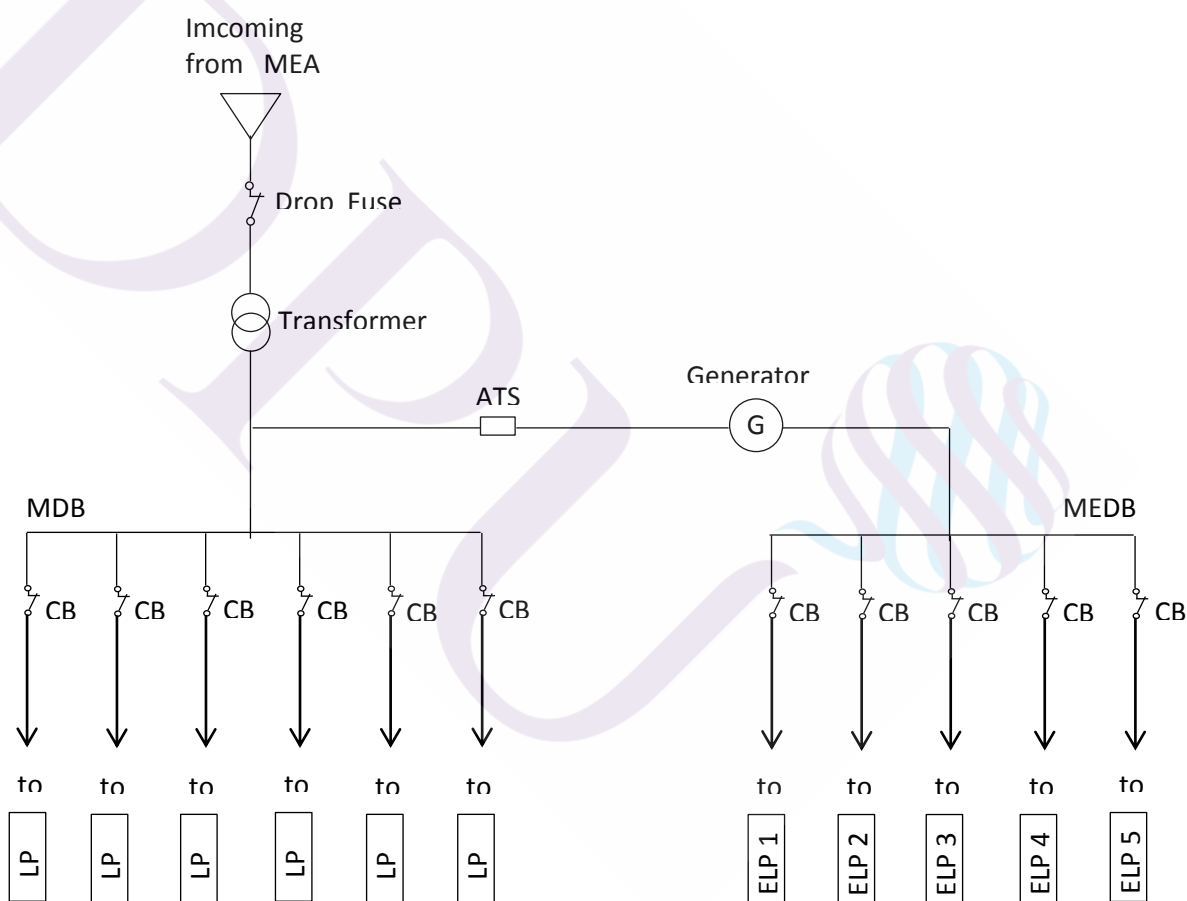 Imcoming
from MEA
Drop Fuse
Transformer
ATS
Generator
G
MDB
MEDB
CB CB CB CB CB CB
CB CB CB CB CB
to to to to to to
to to to to to
LP LP LP LP LP LP
ELP 1 ELP 2 ELP 3 ELP 4 ELP 5
DPU